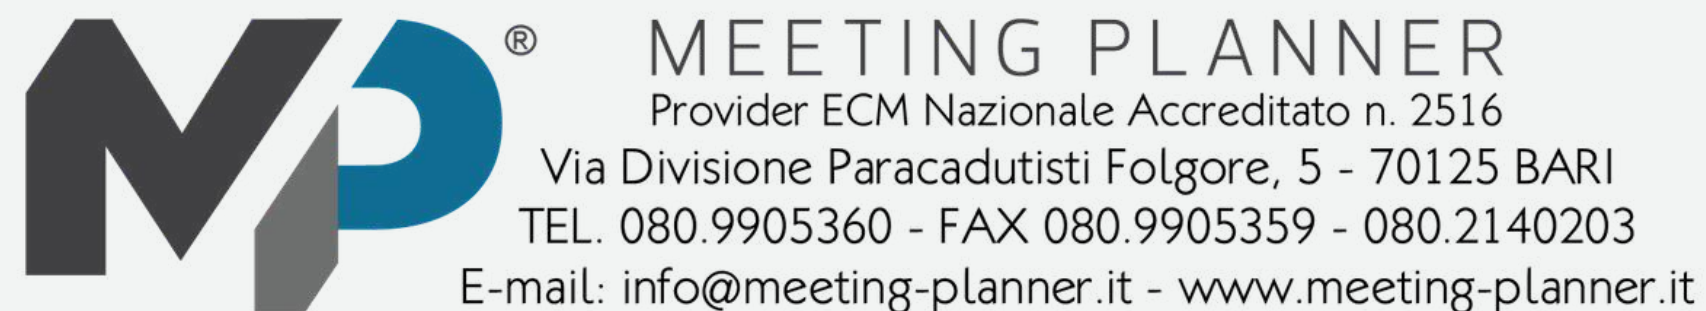 MP®
MEETING PLANNER
Provider ECM Nazionale Accreditato n. 2516
Via Divisione Paracadutisti Folgore, 5 - 70125 BARI
TEL. 080.9905360 - FAX 080.9905359 - 080.2140203
E-mail: info@meeting-planner.it - www.meeting-planner.it